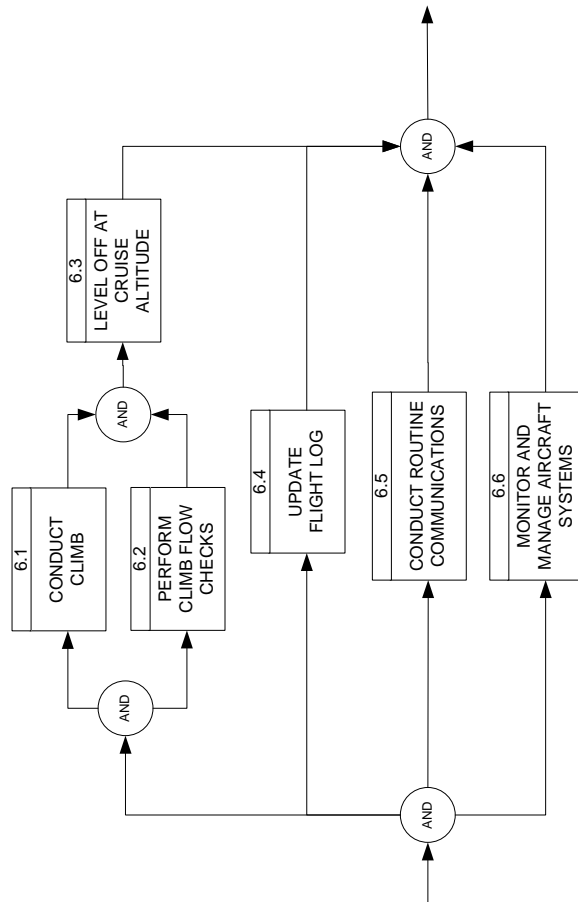 AND
AND
6.1
CONDUCT
CLIMB
6.2
PERFORM
CLIMB FLOW
CHECKS
AND
6.3
LEVEL OFF AT
CRUISE
ALTITUDE
6.4
UPDATE
FLIGHT LOG
6.5
CONDUCT ROUTINE
COMMUNICATIONS
6.6
MONITOR AND
MANAGE AIRCRAFT
SYSTEMS
AND